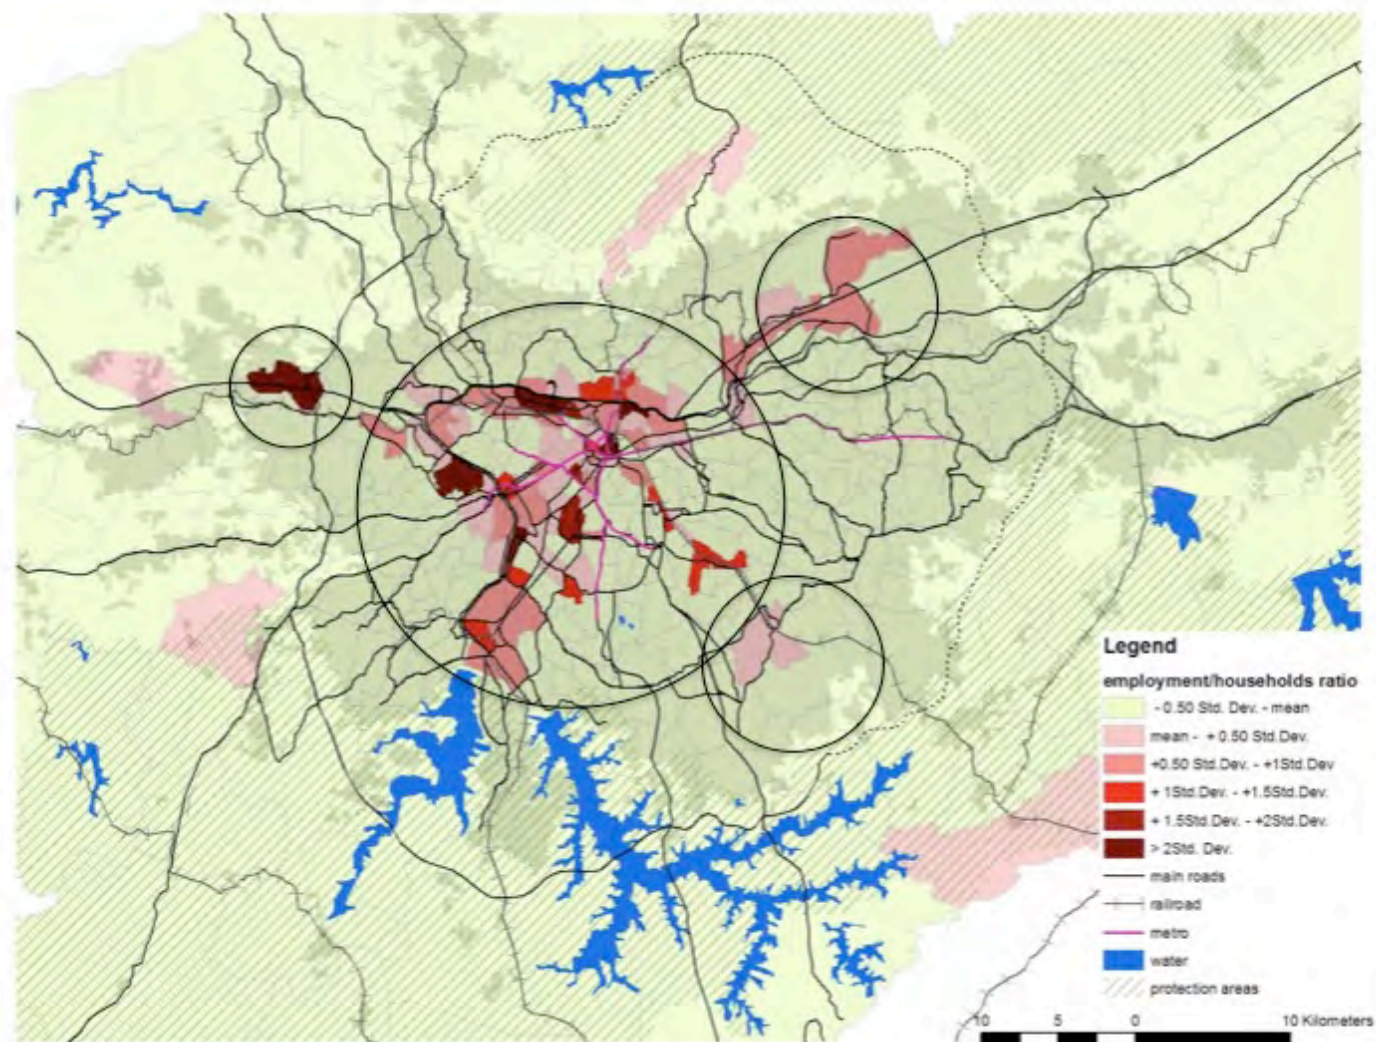 Legend
employment/households ratio
- 0.50 Std. Dev. - mean
mean - + 0.50 Std.Dev.
+0.50 Std.Dev. - +1Std.Dev
+ 1Std.Dev. - +1.5Std.Dev.
+ 1.5Std.Dev. - +2Std.Dev.
> 2Std. Dev.
main roads
railroad
metro
water
protection areas
10 5 0 10 Kilometers